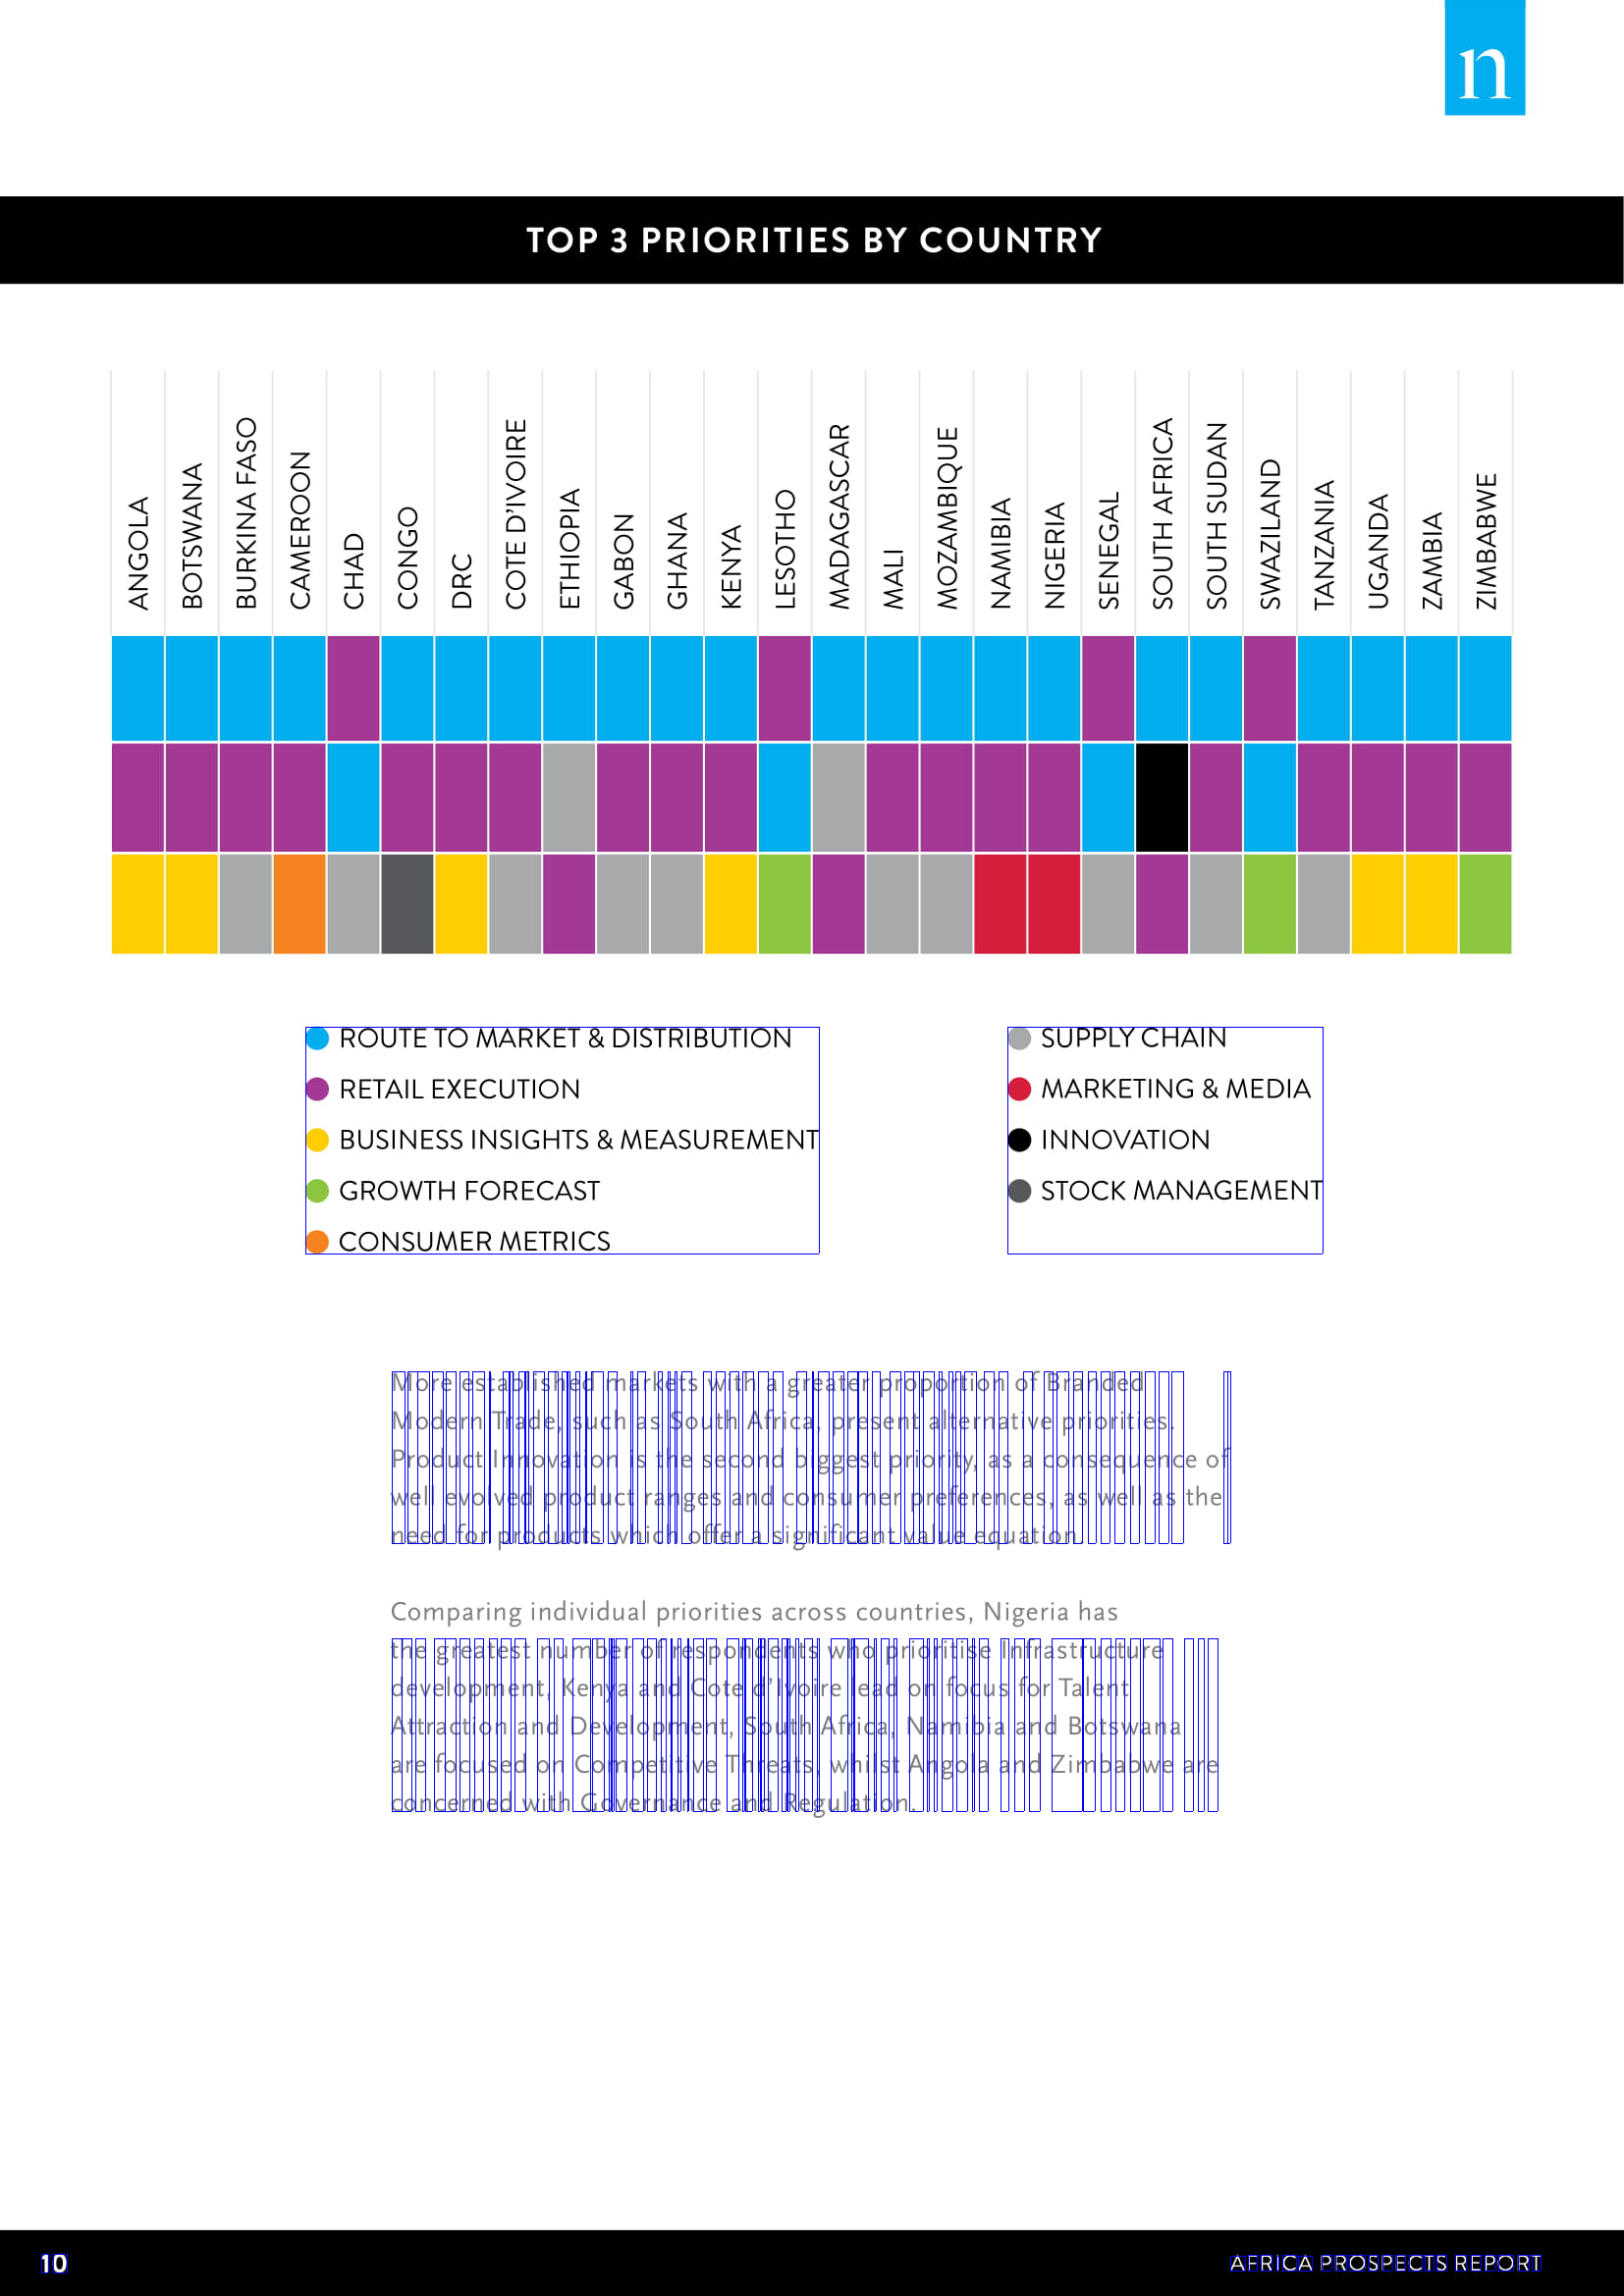 n
TOP 3 PRIORITIES BY COUNTRY
ANGOLA
BOTSWANA
BURKINA FASO
CAMEROON
CHAD
CONGO
DRC
COTE D'IVOIRE
ETHIOPIA
GABON
GHANA
KENYA
LESOTHO
MADAGASCAR
MALI
MOZAMBIQUE
NAMIBIA
NIGERIA
SENEGAL
SOUTH AFRICA
SOUTH SUDAN
SWAZILAND
TANZANIA
UGANDA
ZAMBIA
ZIMBABWE
ROUTE TO MARKET & DISTRIBUTION
RETAIL EXECUTION
BUSINESS INSIGHTS & MEASUREMENT
GROWTH FORECAST
CONSUMER METRICS
SUPPLY CHAIN
MARKETING & MEDIA
INNOVATION
STOCK MANAGEMENT
More established markets with a greater proportion of Branded
Modern Trade, such as South Africa, present alternative priorities.
Product Innovation is the second biggest priority, as a consequence of
well evolved product ranges and consumer preferences, as well as the
need for products which offer a significant value equation.
Comparing individual priorities across countries, Nigeria has
the greatest number of respondents who prioritise Infrastructure
development, Kenya and Cote d'Ivoire lead on focus for Talent
Attraction and Development, South Africa, Namibia and Botswana
are focused on Competitive Threats, whilst Angola and Zimbabwe are
concerned with Governance and Regulation.
10
AFRICA PROSPECTS REPORT